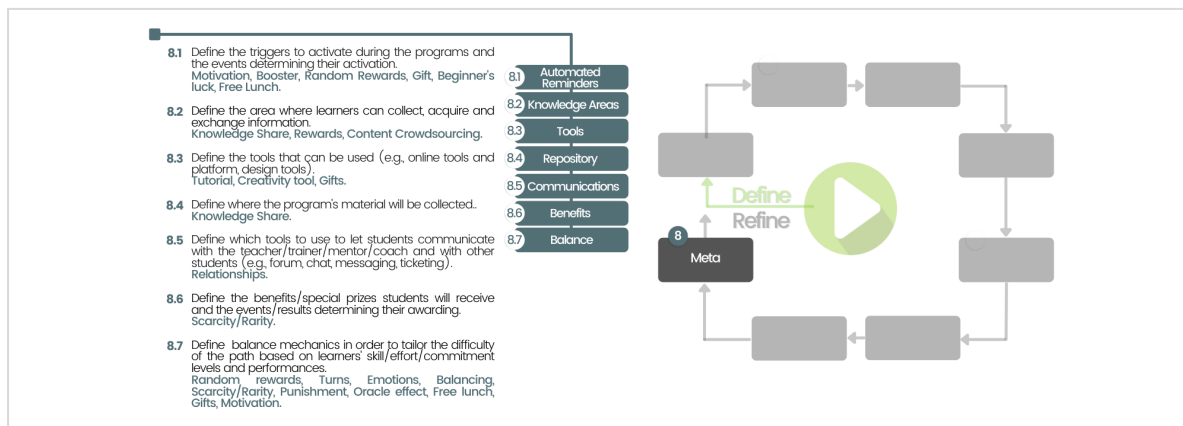 8.1 Define the triggers to activate during the programs and
the events determining their activation.
Motivation, Booster, Random Rewards, Gift, Beginner's
luck, Free Lunch.
8.2 Define the area where learners can collect, acquire and
exchange information.
Knowledge Share, Rewards, Content Crowdsourcing.
8.3 Define the tools that can be used (e.g., online tools and
platform, design tools).
Tutorial, Creativity tool, Gifts.
8.4 Define where the program's material will be collected..
Knowledge Share.
8.5 Define which tools to use to let students communicate
with the teacher/trainer/mentor/coach and with other
students (e.g., forum, chat, messaging, ticketing).
Relationships.
8.6 Define the benefits/special prizes students will receive
and the events/results determining their awarding.
Scarcity/Rarity.
8.7 Define balance mechanics in order to tailor the difficulty
of the path based on learners' skill/effort/commitment
levels and performances.
Random rewards, Turns, Emotions, Balancing,
Scarcity/Rarity, Punishment, Oracle effect, Free lunch,
Gifts, Motivation.
8.1 Automated
Reminders
8.2 Knowledge Areas
8.3 Tools
8.4 Repository
8.5 Communications
8.6 Benefits
8.7 Balance
Define
Refine
8
Meta